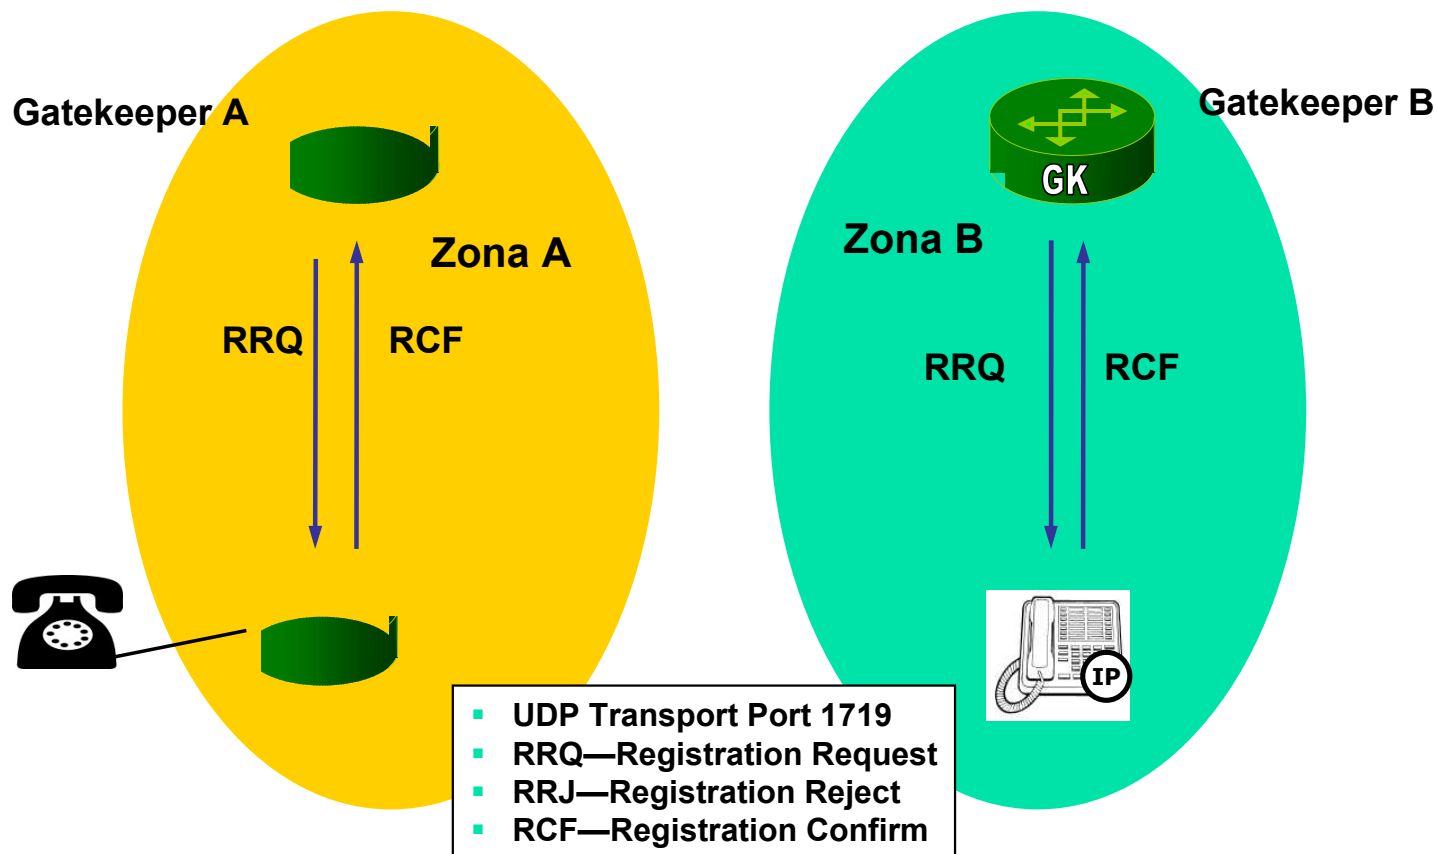 Gatekeeper A
Gatekeeper B
GK
Zona A
Zona B
RRQ
RCF
RRQ
RCF
IP
UDP Transport Port 1719
RRQ—Registration Request
RRJ—Registration Reject
RCF—Registration Confirm